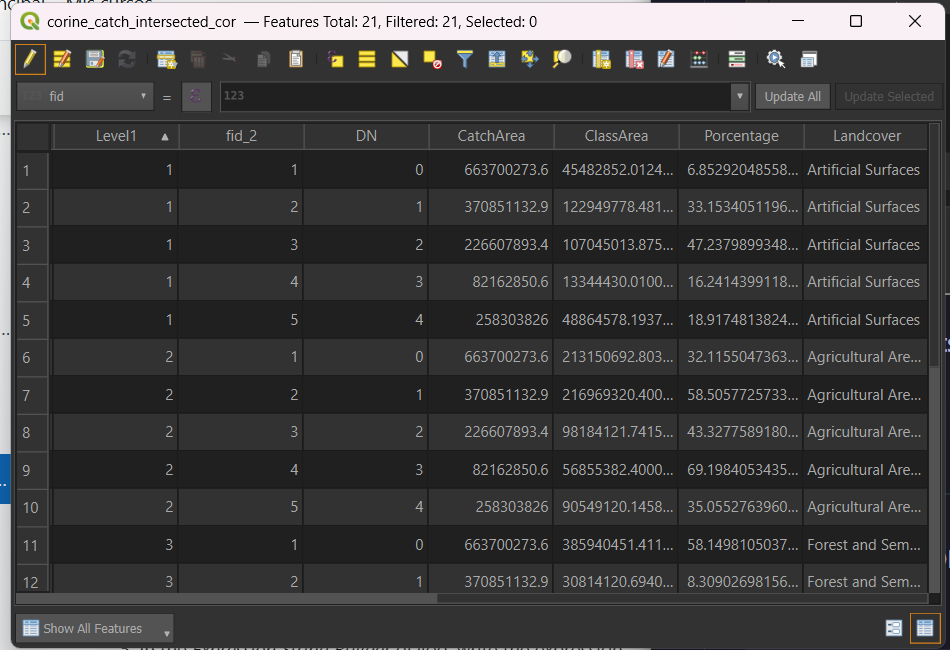 corine_catch_intersected_cor — Features Total: 21, Filtered: 21, Selected: 0
123 fid = ε 123 Update All Update Selected
Level1 fid_2 DN CatchArea ClassArea Porcentage Landcover
1 1 1 0 663700273.6 45482852.0124... 6.85292048558... Artificial Surfaces
2 1 2 1 370851132.9 122949778.481... 33.1534051196... Artificial Surfaces
3 1 3 2 226607893.4 107045013.875... 47.2379899348... Artificial Surfaces
4 1 4 3 82162850.6 13344430.0100... 16.2414399118... Artificial Surfaces
5 1 5 4 258303826 48864578.1937... 18.9174813824... Artificial Surfaces
6 2 1 0 663700273.6 213150692.803... 32.1155047363... Agricultural Are...
7 2 2 1 370851132.9 216969320.400... 58.5057725733... Agricultural Are...
8 2 3 2 226607893.4 98184121.7415... 43.3277589180... Agricultural Are...
9 2 4 3 82162850.6 56855382.4000... 69.1984053435... Agricultural Are...
10 2 5 4 258303826 90549120.1458... 35.0552763960... Agricultural Are...
11 3 1 0 663700273.6 385940451.411... 58.1498105037... Forest and Sem...
12 3 2 1 370851132.9 30814120.6940... 8.30902698156... Forest and Sem...
Show All Features